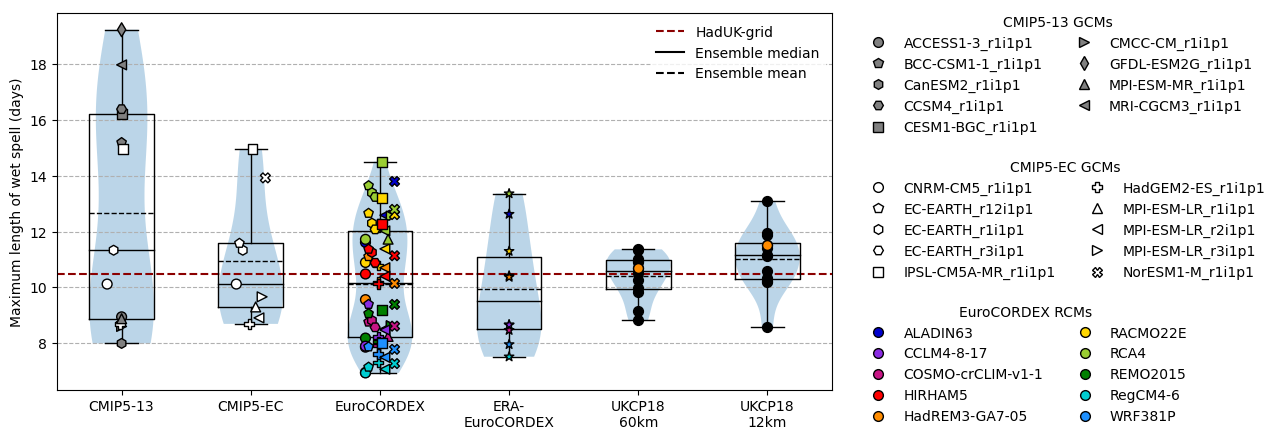 Maximum length of wet spell (days)
18
16
14
12
10
8
HadUK-grid
Ensemble median
Ensemble mean
CMIP5-13
CMIP5-EC
EuroCORDEX
ERA-
EuroCORDEX
UKCP18
60km
UKCP18
12km
CMIP5-13 GCMs
ACCESS1-3_r1i1p1
BCC-CSM1-1_r1i1p1
CanESM2_r1i1p1
CCSM4_r1i1p1
CESM1-BGC_r1i1p1
CMCC-CM_r1i1p1
GFDL-ESM2G_r1i1p1
MPI-ESM-MR_r1i1p1
MRI-CGCM3_r1i1p1
CMIP5-EC GCMs
CNRM-CM5_r1i1p1
EC-EARTH_r12i1p1
EC-EARTH_r1i1p1
EC-EARTH_r3i1p1
IPSL-CM5A-MR_r1i1p1
HadGEM2-ES_r1i1p1
MPI-ESM-LR_r1i1p1
MPI-ESM-LR_r2i1p1
MPI-ESM-LR_r3i1p1
NorESM1-M_r1i1p1
EuroCORDEX RCMs
ALADIN63
CCLM4-8-17
COSMO-crCLIM-v1-1
HIRHAM5
HadREM3-GA7-05
RACMO22E
RCA4
REMO2015
RegCM4-6
WRF381P